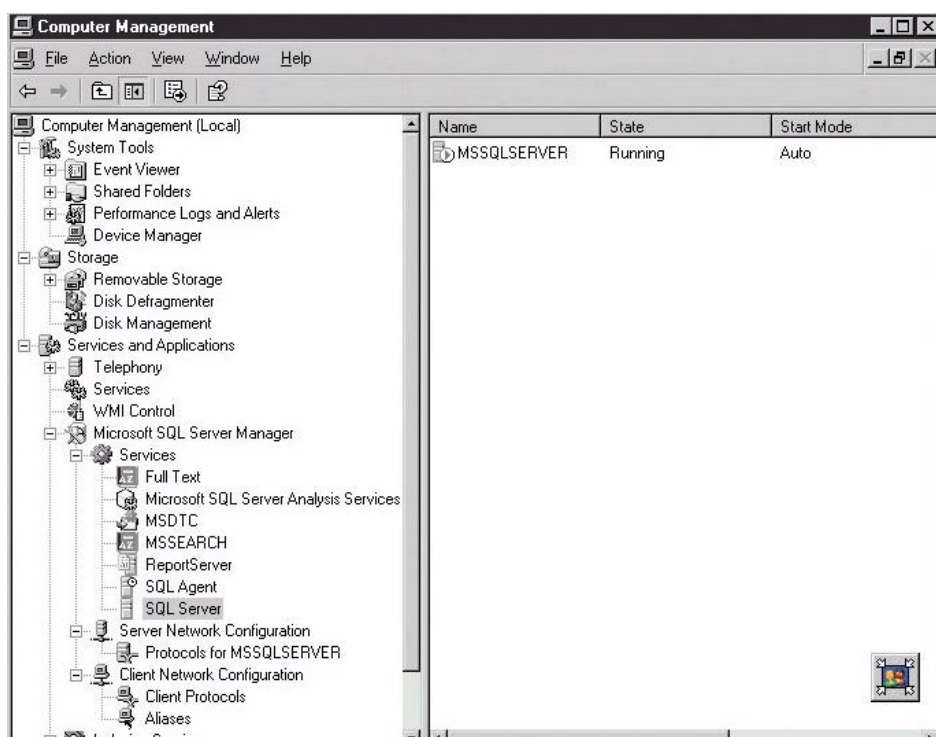 Computer Management
File Action View Window Help
Computer Management (Local)
System Tools
Event Viewer
Shared Folders
Performance Logs and Alerts
Device Manager
Storage
Removable Storage
Disk Defragmenter
Disk Management
Services and Applications
Telephony
Services
WMI Control
Microsoft SQL Server Manager
Services
Full Text
Microsoft SQL Server Analysis Services
MSDTC
MSSEARCH
ReportServer
SQL Agent
SQL Server
Server Network Configuration
Protocols for MSSQLSERVER
Client Network Configuration
Client Protocols
Aliases
Name State Start Mode
MSSQLSERVER Running Auto